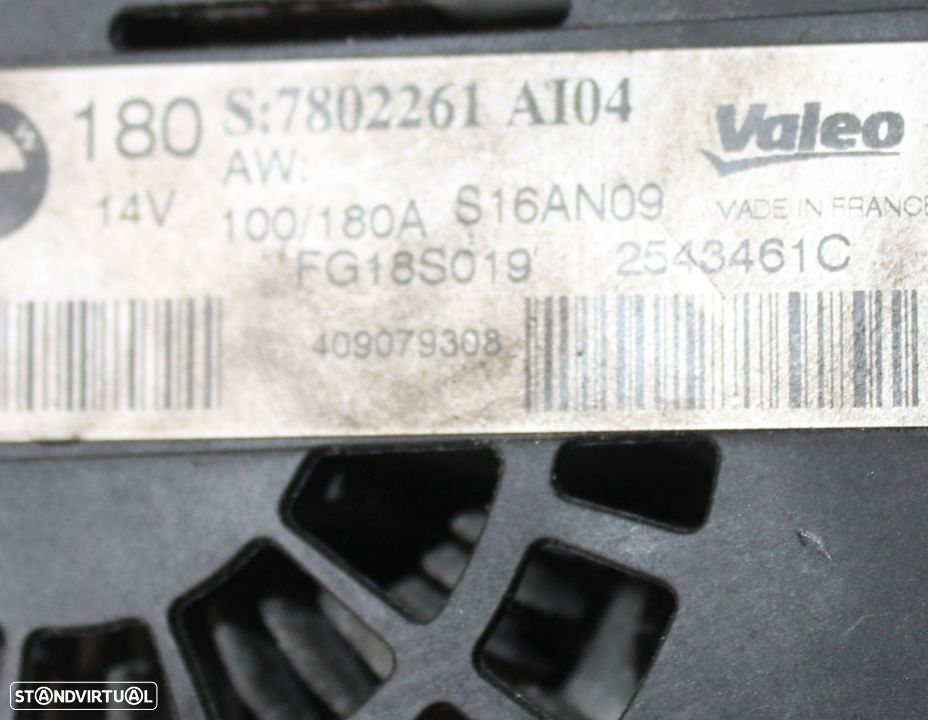 180 S:7802261 AI04 Valeo
14V AW:
100/180A S16AN09 MADE IN FRANCE
FG18S019 2543461C
409079308
STANDVIRTUAL